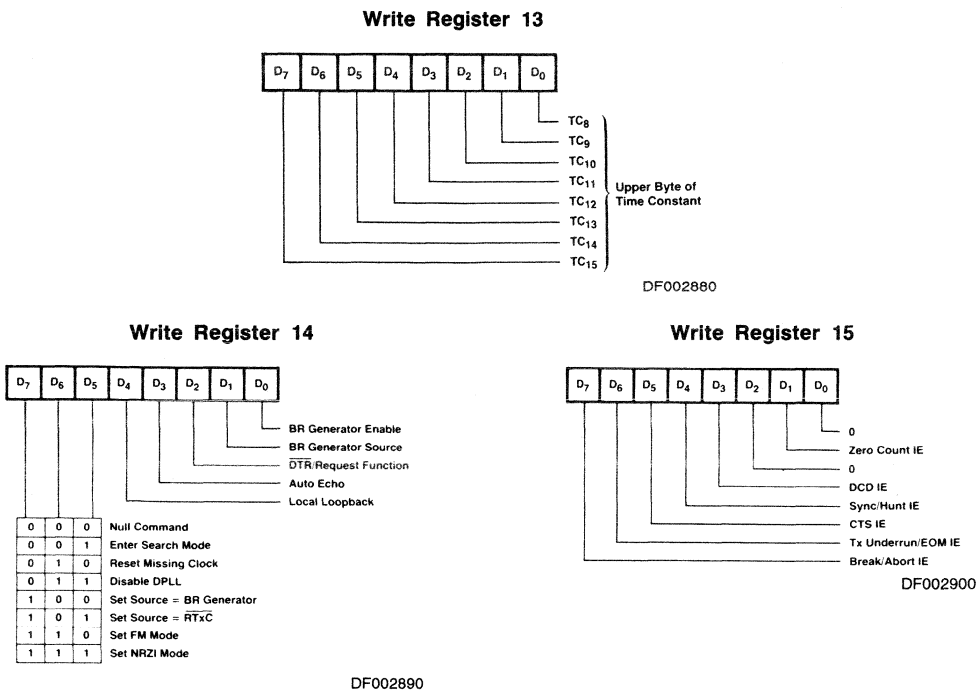 Write Register 13
D7 D6 D5 D4 D3 D2 D1 D0
TC8
TC9
TC10
TC11
TC12
TC13
TC14
TC15
Upper Byte of
Time Constant
DF002880
Write Register 14
D7 D6 D5 D4 D3 D2 D1 D0
BR Generator Enable
BR Generator Source
DTR/Request Function
Auto Echo
Local Loopback
0 0 0 Null Command
0 0 1 Enter Search Mode
0 1 0 Reset Missing Clock
0 1 1 Disable DPLL
1 0 0 Set Source = BR Generator
1 0 1 Set Source = RTxC
1 1 0 Set FM Mode
1 1 1 Set NRZI Mode
DF002890
Write Register 15
D7 D6 D5 D4 D3 D2 D1 D0
0
Zero Count IE
0
DCD IE
Sync/Hunt IE
CTS IE
Tx Underrun/EOM IE
Break/Abort IE
DF002900